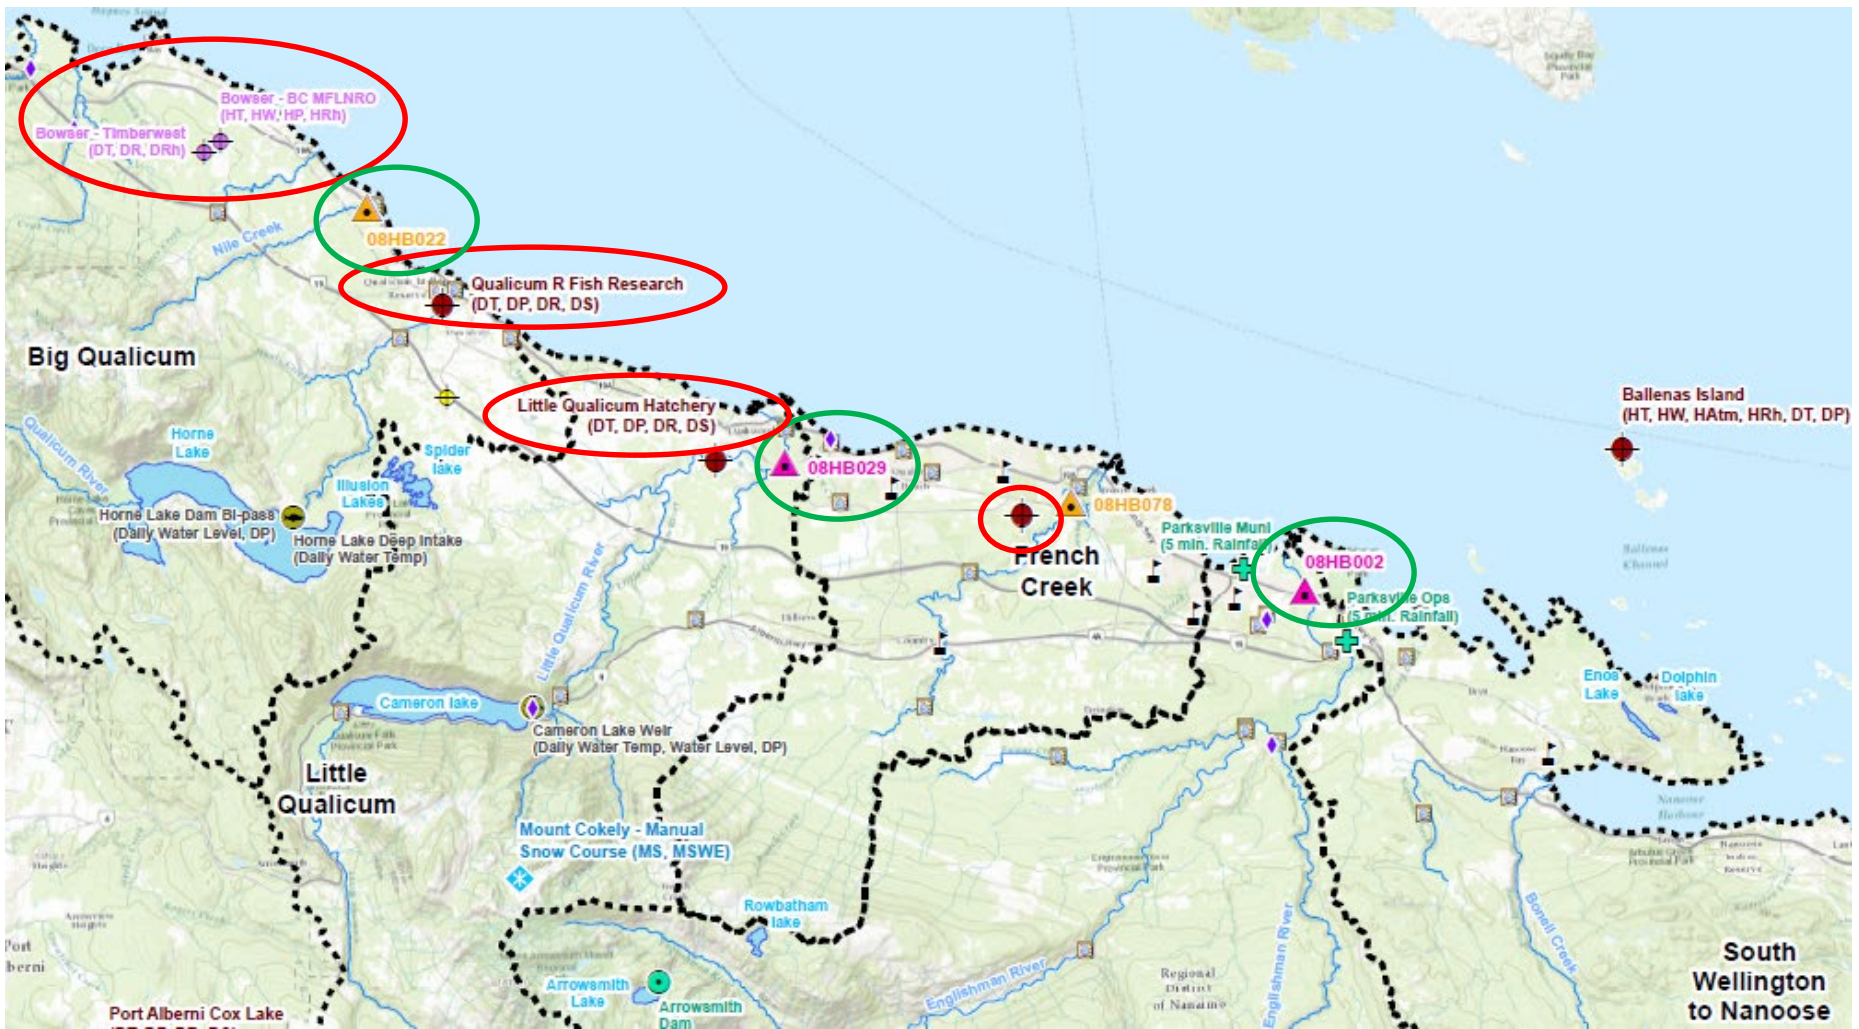 Bowser - BC MFLNRO
(HT, HW, HP, HRh)
Bowser - Timberwest
(DT, DR, DRh)
08HB022
Nile Creek
Qualicum R Fish Research
(DT, DP, DR, DS)
Big Qualicum
Little Qualicum Hatchery
(DT, DP, DR, DS)
Ballenas Island
(HT, HW, HAtm, HRh, DT, DP)
Qualicum River
Horne
Lake
Spider
lake
Illusion
Lakes
08HB029
08HB078
Horne Lake Dam Bi-pass
(Daily Water Level, DP)
Horne Lake Deep Intake
(Daily Water Temp)
Parksville Muni
(5 min. Rainfall)
French
Creek
08HB002
Parksville Ops
(5 min. Rainfall)
Ballenas
Channel
Little Qualicum River
Cameron lake
Cameron Lake Weir
(Daily Water Temp, Water Level, DP)
Enos
Lake
Dolphin
lake
Little
Qualicum
Mount Cokely - Manual
Snow Course (MS, MSWE)
Nanoose
Harbour
Rowbatham
lake
Englishman River
Englishman River
Bonell Creek
Regional
District
of Nanaimo
Arrowsmith
Lake
Arrowsmith
Dam
South
Wellington
to Nanoose
Port Alberni Cox Lake